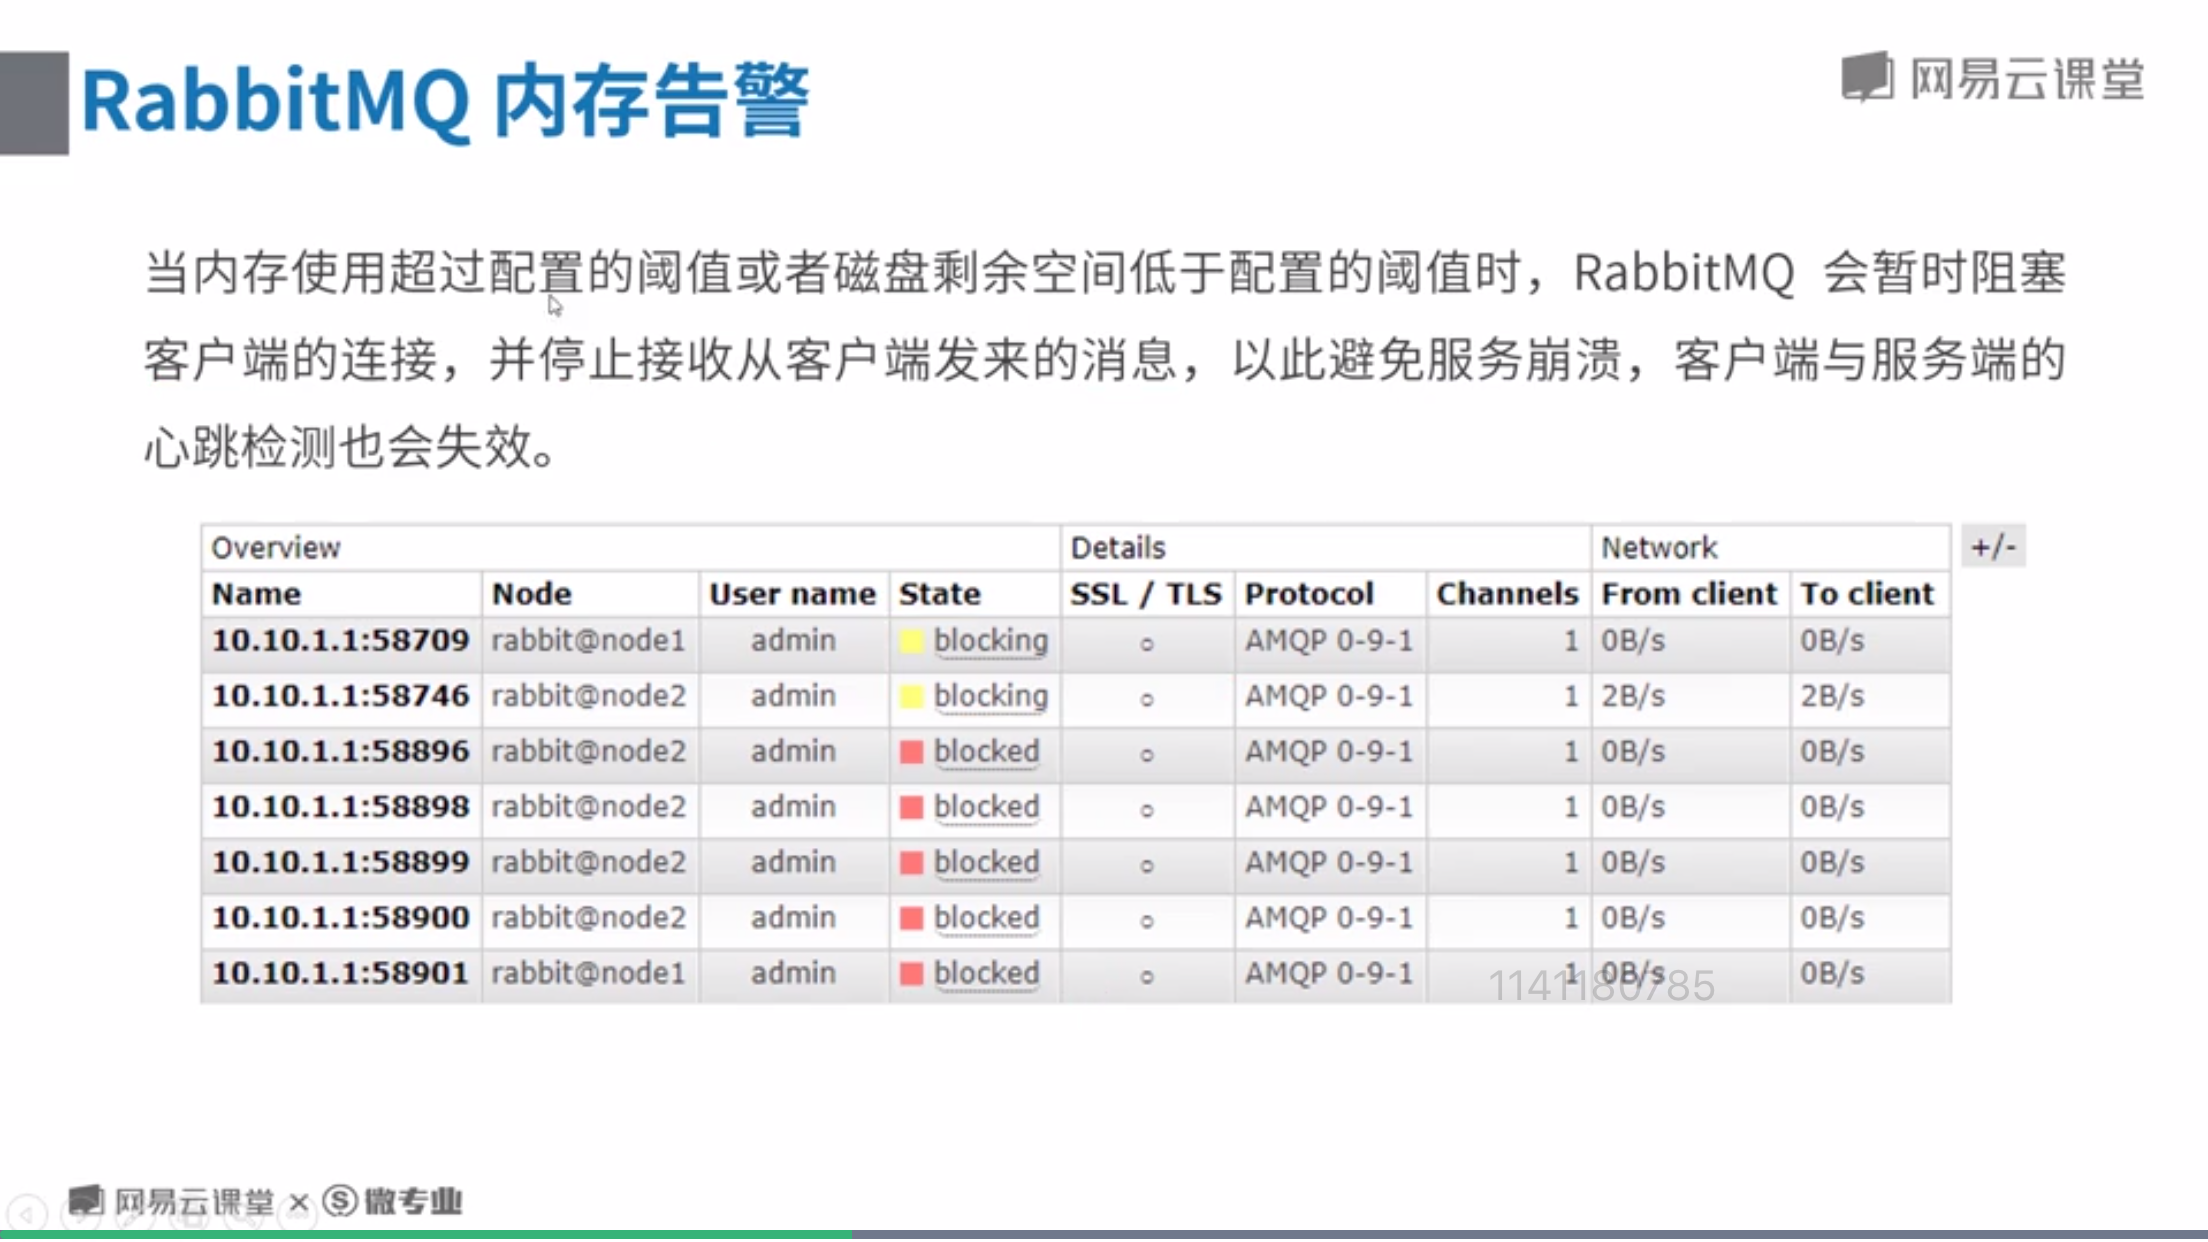 RabbitMQ 内存告警
网易云课堂
当内存使用超过配置的阈值或者磁盘剩余空间低于配置的阈值时，RabbitMQ 会暂时阻塞
客户端的连接，并停止接收从客户端发来的消息，以此避免服务崩溃，客户端与服务端的
心跳检测也会失效。
Overview Details Network +/-
Name Node User name State SSL / TLS Protocol Channels From client To client
10.10.1.1:58709 rabbit@node1 admin blocking ○ AMQP 0-9-1 1 0B/s 0B/s
10.10.1.1:58746 rabbit@node2 admin blocking ○ AMQP 0-9-1 1 2B/s 2B/s
10.10.1.1:58896 rabbit@node2 admin blocked ○ AMQP 0-9-1 1 0B/s 0B/s
10.10.1.1:58898 rabbit@node2 admin blocked ○ AMQP 0-9-1 1 0B/s 0B/s
10.10.1.1:58899 rabbit@node2 admin blocked ○ AMQP 0-9-1 1 0B/s 0B/s
10.10.1.1:58900 rabbit@node2 admin blocked ○ AMQP 0-9-1 1 0B/s 0B/s
10.10.1.1:58901 rabbit@node1 admin blocked ○ AMQP 0-9-1 1 0B/s 0B/s
1141180785
网易云课堂 × 微专业